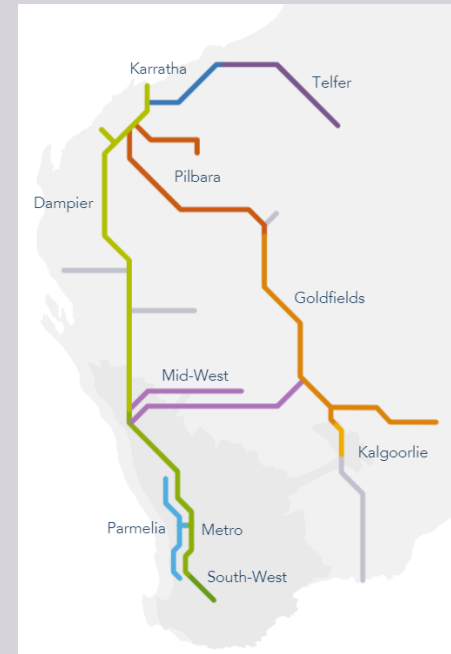 Karratha
Telfer
Pilbara
Dampier
Goldfields
Mid-West
Kalgoorlie
Parmelia
Metro
South-West